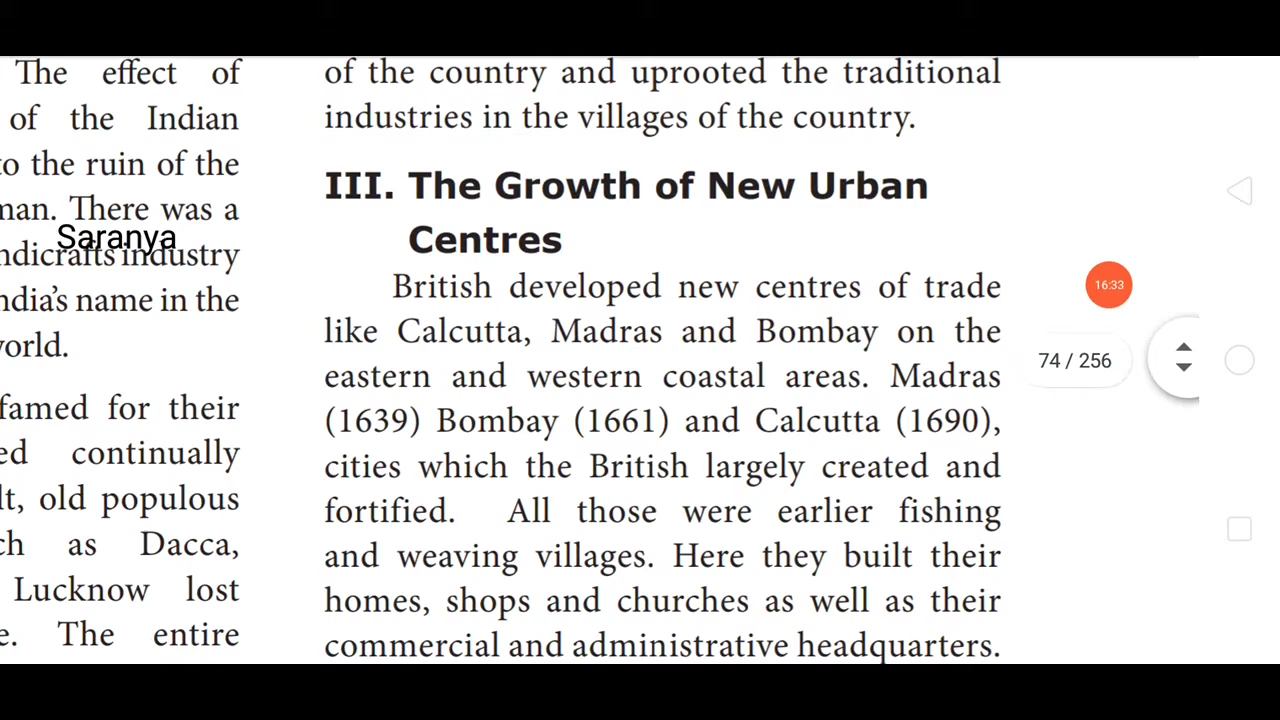 The effect of
of the Indian
to the ruin of the
man. There was a
Saranya
ndicrafts industry
ndia's name in the
vorld.
famed for their
ed continually
lt, old populous
ch as Dacca,
Lucknow lost
e. The entire
of the country and uprooted the traditional
industries in the villages of the country.
III. The Growth of New Urban
Centres
British developed new centres of trade
like Calcutta, Madras and Bombay on the
eastern and western coastal areas. Madras
(1639) Bombay (1661) and Calcutta (1690),
cities which the British largely created and
fortified. All those were earlier fishing
and weaving villages. Here they built their
homes, shops and churches as well as their
commercial and administrative headquarters.
16:33
74 / 256